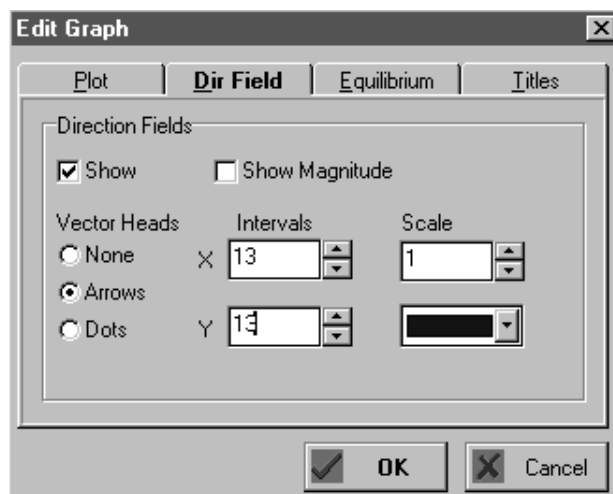 Edit Graph
Plot Dir Field Equilibrium Titles
Direction Fields
Show Show Magnitude
Vector Heads Intervals Scale
None X 13 1
Arrows
Dots Y 13
OK Cancel